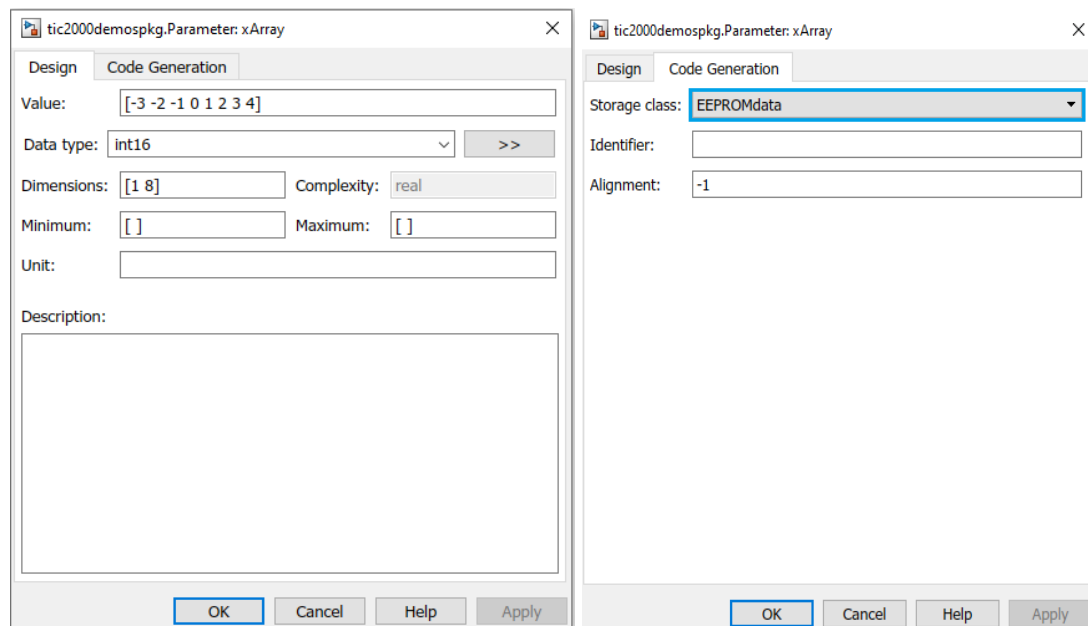 tic2000demospkg.Parameter: xArray
Design Code Generation
Value: [-3 -2 -1 0 1 2 3 4]
Data type: int16 >>
Dimensions: [1 8] Complexity: real
Minimum: [ ] Maximum: [ ]
Unit:
Description:
OK Cancel Help Apply
tic2000demospkg.Parameter: xArray
Design Code Generation
Storage class: EEPROMdata
Identifier:
Alignment: -1
OK Cancel Help Apply